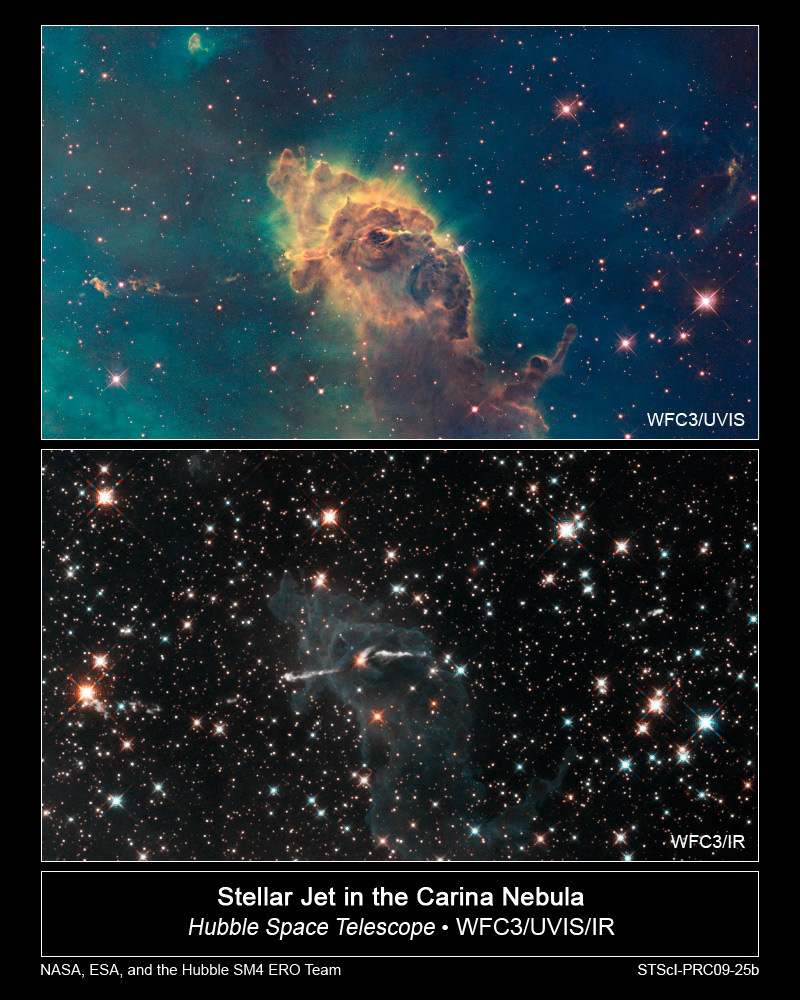 WFC3/UVIS
WFC3/IR
Stellar Jet in the Carina Nebula
Hubble Space Telescope • WFC3/UVIS/IR
NASA, ESA, and the Hubble SM4 ERO Team
STScI-PRC09-25b